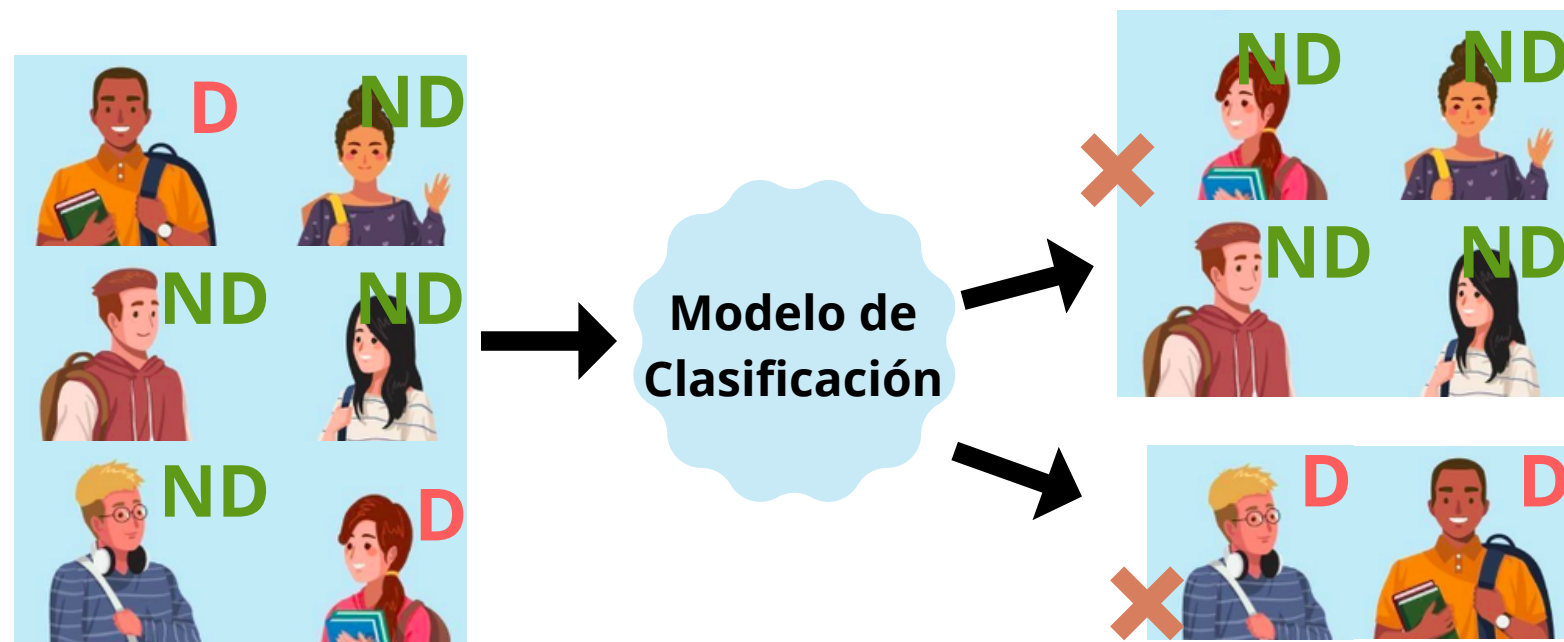 D ND
ND ND
ND D
Modelo de
Clasificación
ND ND
ND ND
D D